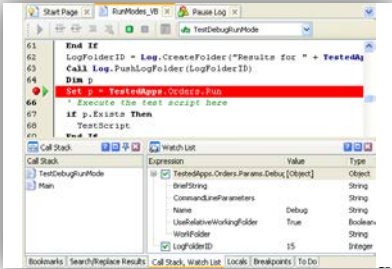 Start Page
RunModes_VB
Pause Log
TestDebugRunMode
61 End If
62 LogFolderID = Log.CreateFolder("Results for " + TestedAp
63 Call Log.PushLogFolder(LogFolderID)
64 Dim p
Set p = TestedApps.Orders.Run
66 ' Execute the test script here
67 if p.Exists Then
68 TestScript
69 End If
Call Stack
Watch List
Call Stack
Expression Value Type
TestDebugRunMode
TestedApps.Orders.Params.Debug [Object] Object
Main
BriefString String
CommandLineParameters String
Name Debug String
UseRelativeWorkingFolder True Boolean
WorkFolder String
LogFolderID 15 Integer
Bookmarks Search/Replace Results Call Stack, Watch List Locals Breakpoints To Do